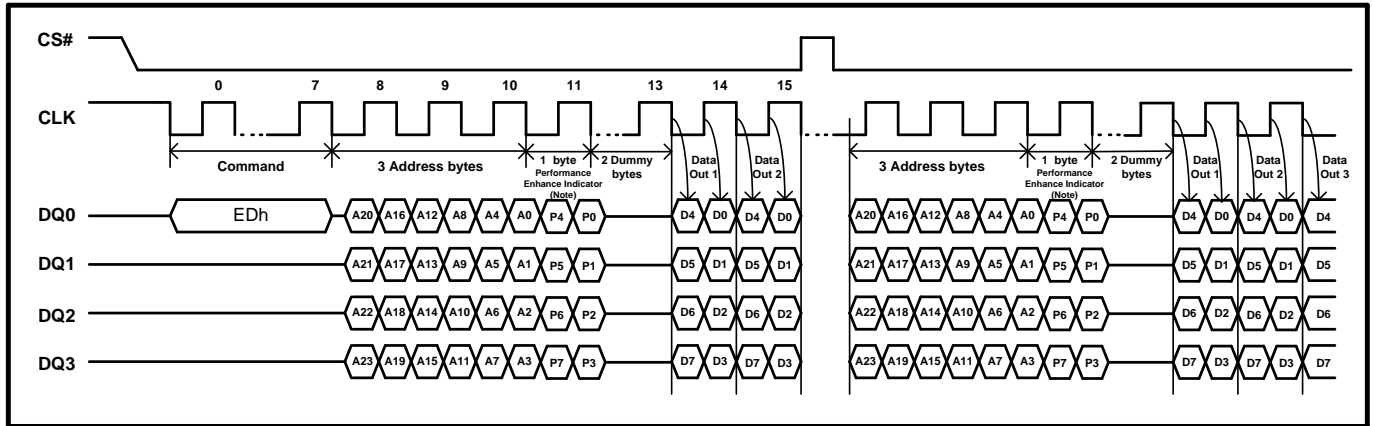 CS#
0 7 8 9 10 11 13 14 15
CLK
Command 3 Address bytes 1 byte Performance Enhance Indicator (Note) 2 Dummy bytes Data Out 1 Data Out 2 3 Address bytes 1 byte Performance Enhance Indicator (Note) 2 Dummy bytes Data Out 1 Data Out 2 Data Out 3
DQ0 EDh A20 A16 A12 A8 A4 A0 P4 P0 D4 D0 D4 D0 A20 A16 A12 A8 A4 A0 P4 P0 D4 D0 D4 D0 D4
DQ1 A21 A17 A13 A9 A5 A1 P5 P1 D5 D1 D5 D1 A21 A17 A13 A9 A5 A1 P5 P1 D5 D1 D5 D1 D5
DQ2 A22 A18 A14 A10 A6 A2 P6 P2 D6 D2 D6 D2 A22 A18 A14 A10 A6 A2 P6 P2 D6 D2 D6 D2 D6
DQ3 A23 A19 A15 A11 A7 A3 P7 P3 D7 D3 D7 D3 A23 A19 A15 A11 A7 A3 P7 P3 D7 D3 D7 D3 D7